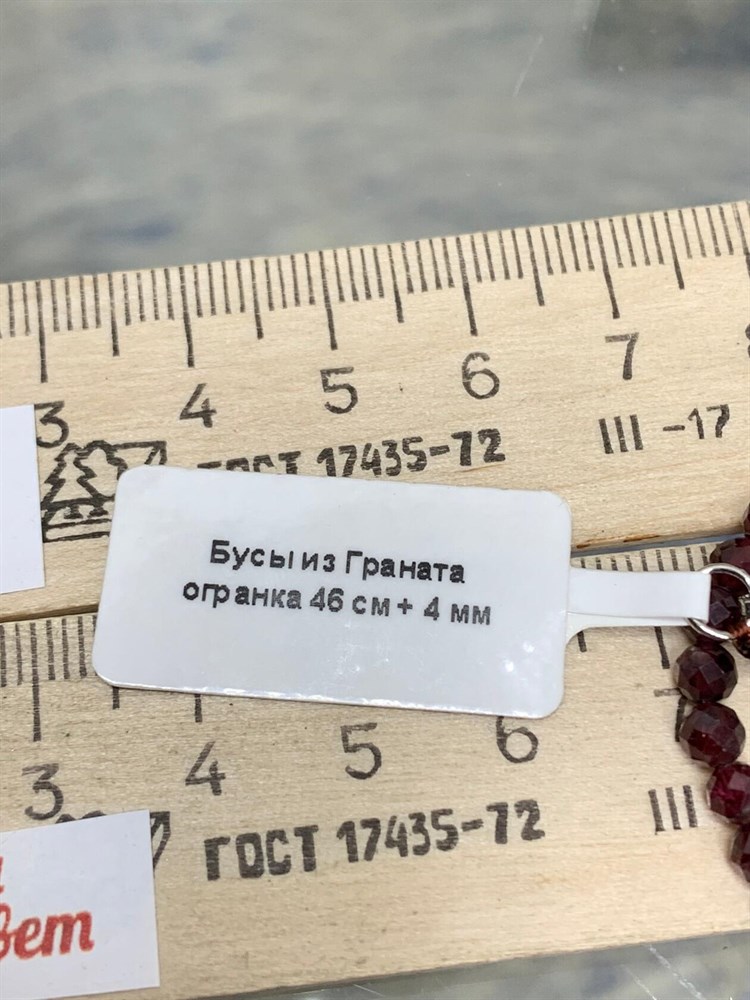 3 4 5 6 7
ГОСТ 17435-72 III -17
Бусы из Граната
огранка 46 см + 4 мм
3 4 5 6
ГОСТ 17435-72 III